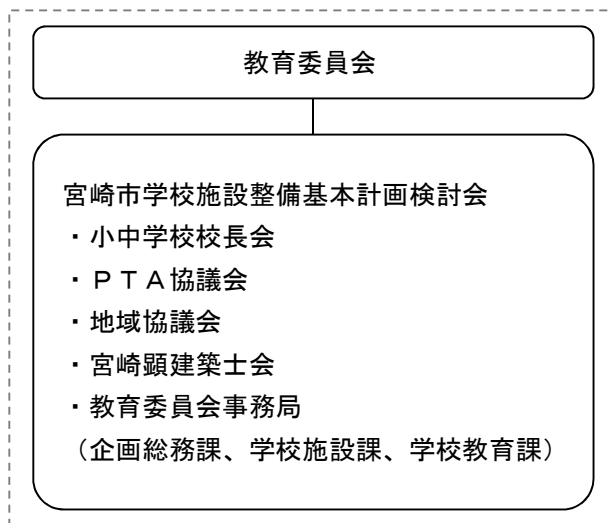 教育委員会
宮崎市学校施設整備基本計画検討会
・小中学校校長会
・ＰＴＡ協議会
・地域協議会
・宮崎顕建築士会
・教育委員会事務局
（企画総務課、学校施設課、学校教育課）